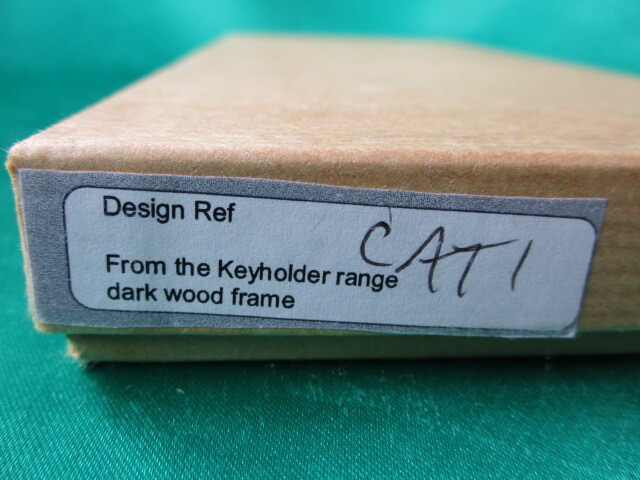 Design Ref
CAT1
From the Keyholder range
dark wood frame